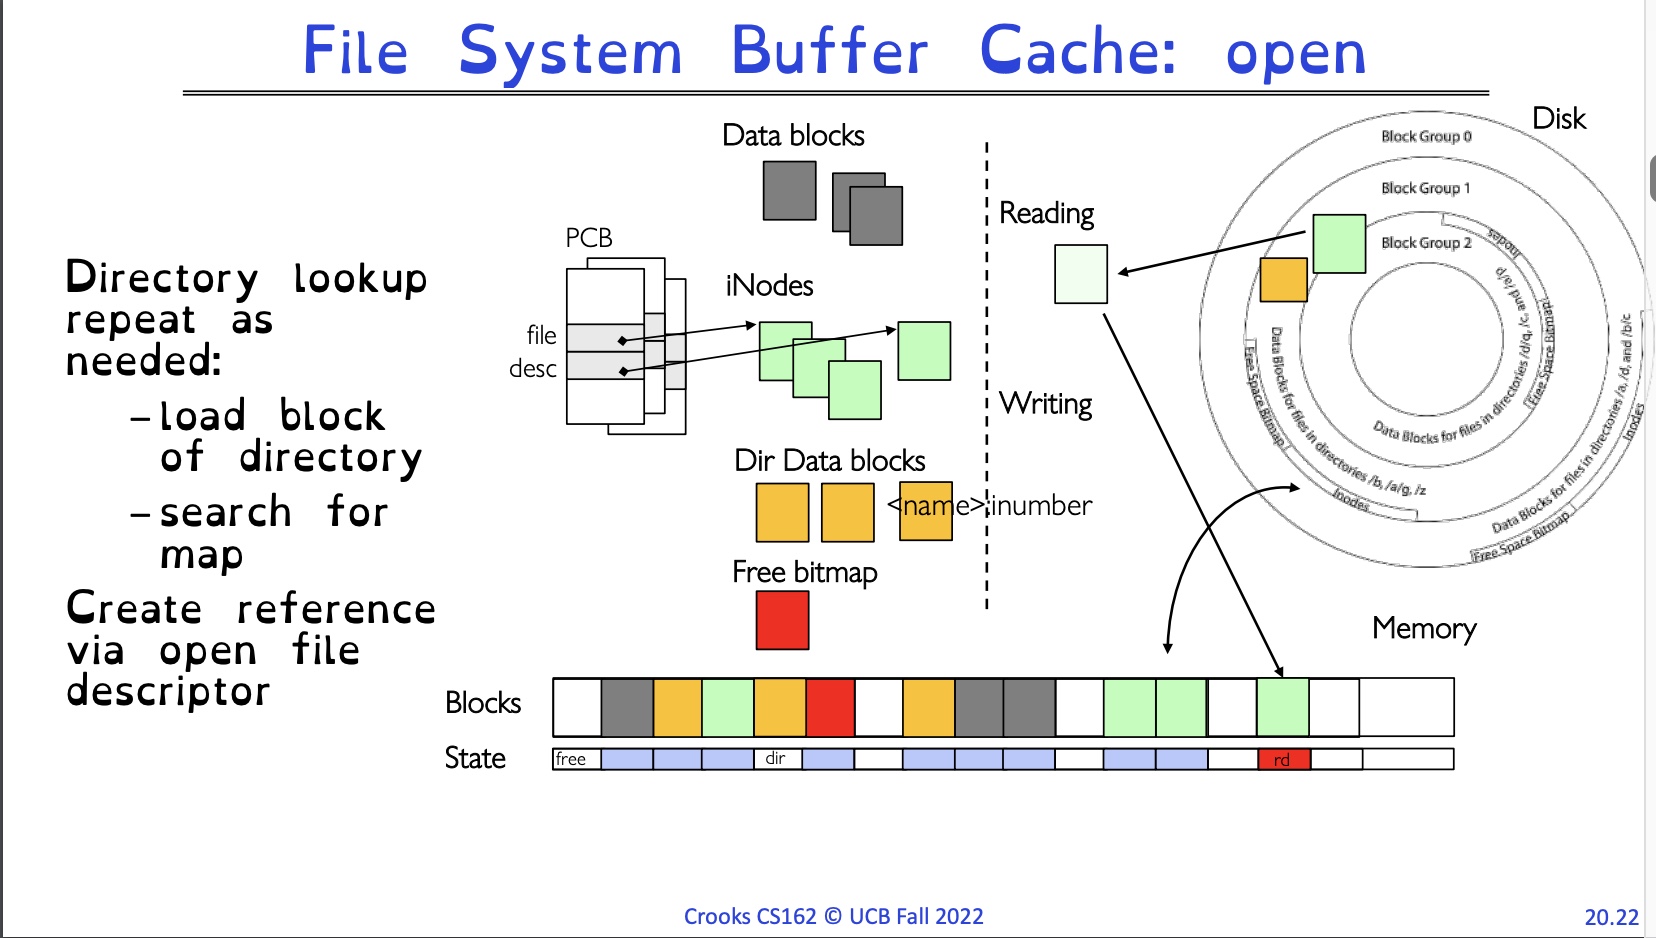 File System Buffer Cache: open
Directory lookup
repeat as
needed:
– load block
of directory
– search for
map
Create reference
via open file
descriptor
Data blocks
PCB
file
desc
iNodes
Dir Data blocks
<name>:inumber
Free bitmap
Reading
Writing
Disk
Block Group 0
Block Group 1
Block Group 2
Inodes
Data Blocks for files in directories /d/q, /c, and /a/p
Free Space Bitmap
Data Blocks for files in directories /b, /a/g, /z
Inodes
Free Space Bitmap
Data Blocks for files in directories /a, /d, and /b/c
Inodes
Free Space Bitmap
Memory
Blocks
State
free
dir
rd
Crooks CS162 © UCB Fall 2022
20.22